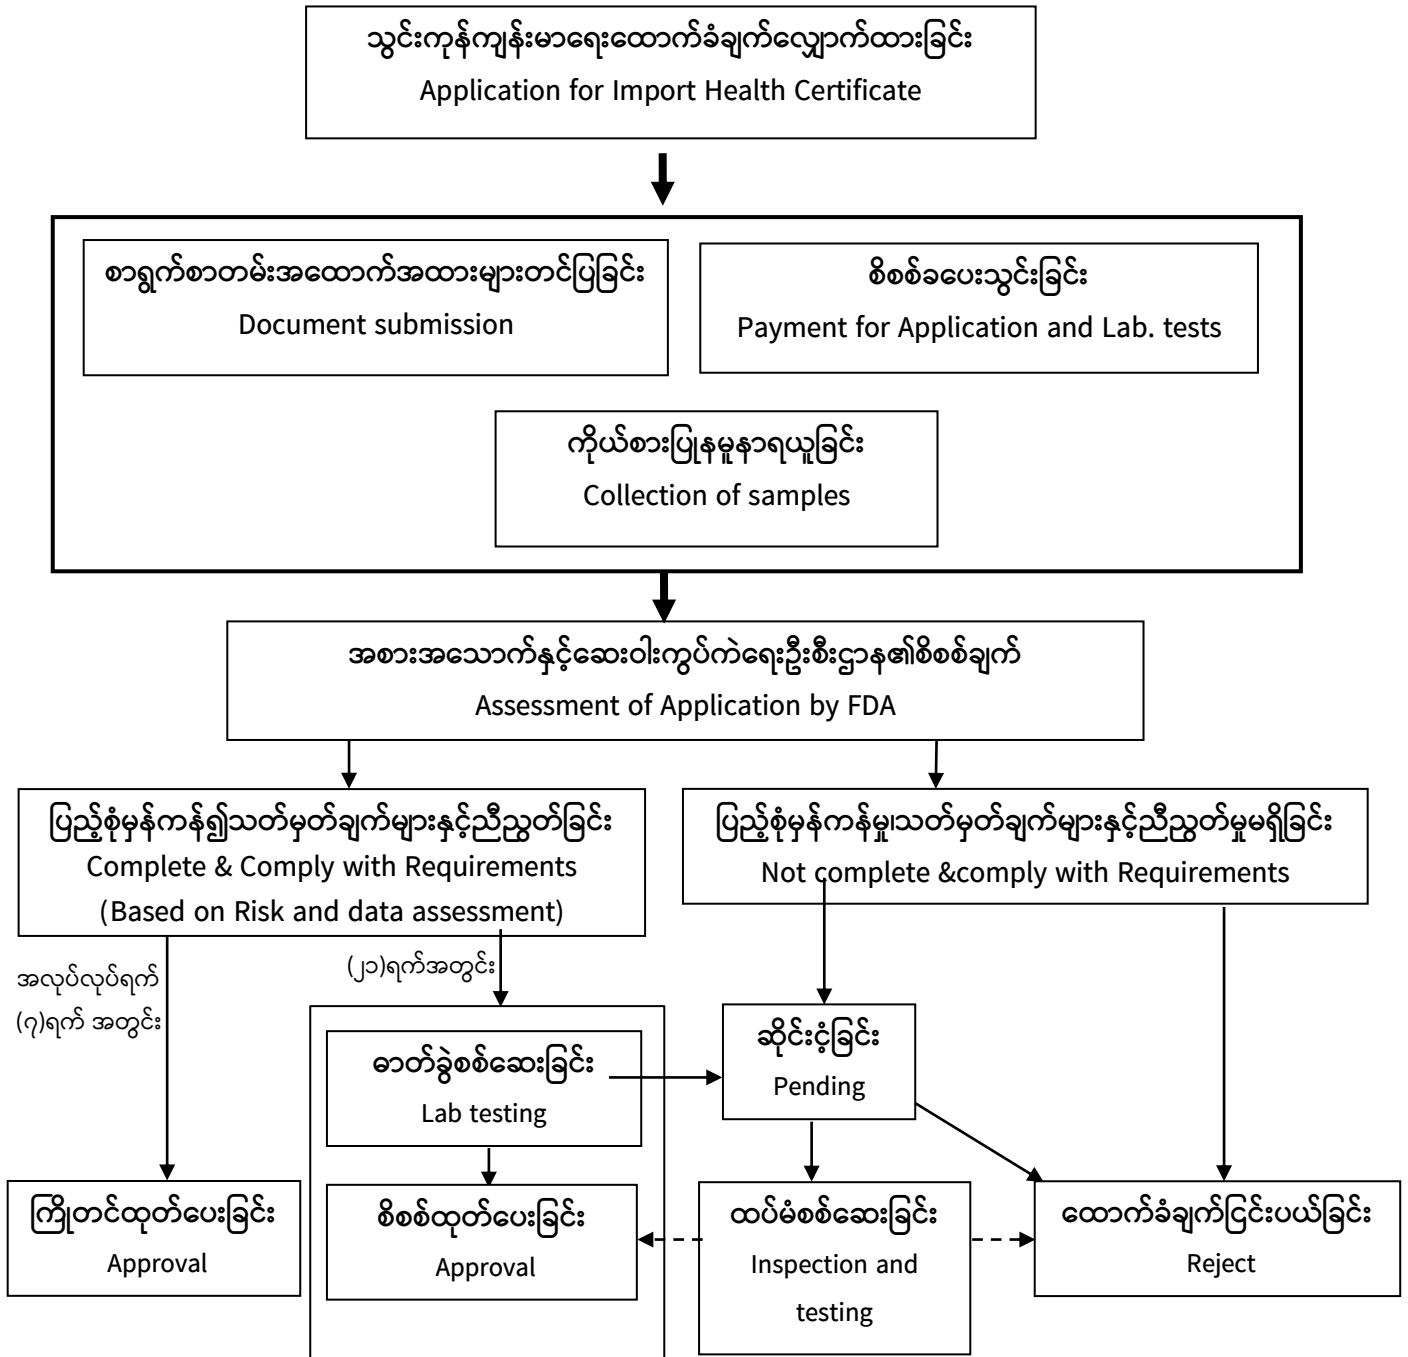 သွင်းကုန်ကျန်းမာရေးထောက်ခံချက်လျှောက်ထားခြင်း
Application for Import Health Certificate
စာရွက်စာတမ်းအထောက်အထားများတင်ပြခြင်း
Document submission
စိစစ်ခပေးသွင်းခြင်း
Payment for Application and Lab. tests
ကိုယ်စားပြုနမူနာရယူခြင်း
Collection of samples
အစားအသောက်နှင့်ဆေးဝါးကွပ်ကဲရေးဦးစီးဌာန၏စိစစ်ချက်
Assessment of Application by FDA
ပြည့်စုံမှန်ကန်၍သတ်မှတ်ချက်များနှင့်ညီညွတ်ခြင်း
Complete & Comply with Requirements
(Based on Risk and data assessment)
ပြည့်စုံမှန်ကန်မှု၊သတ်မှတ်ချက်များနှင့်ညီညွတ်မှုမရှိခြင်း
Not complete &comply with Requirements
အလုပ်လုပ်ရက်
(၇)ရက် အတွင်း
(၂၁)ရက်အတွင်း
ဓာတ်ခွဲစစ်ဆေးခြင်း
Lab testing
ဆိုင်းငံ့ခြင်း
Pending
ကြိုတင်ထုတ်ပေးခြင်း
Approval
စိစစ်ထုတ်ပေးခြင်း
Approval
ထပ်မံစစ်ဆေးခြင်း
Inspection and
testing
ထောက်ခံချက်ငြင်းပယ်ခြင်း
Reject